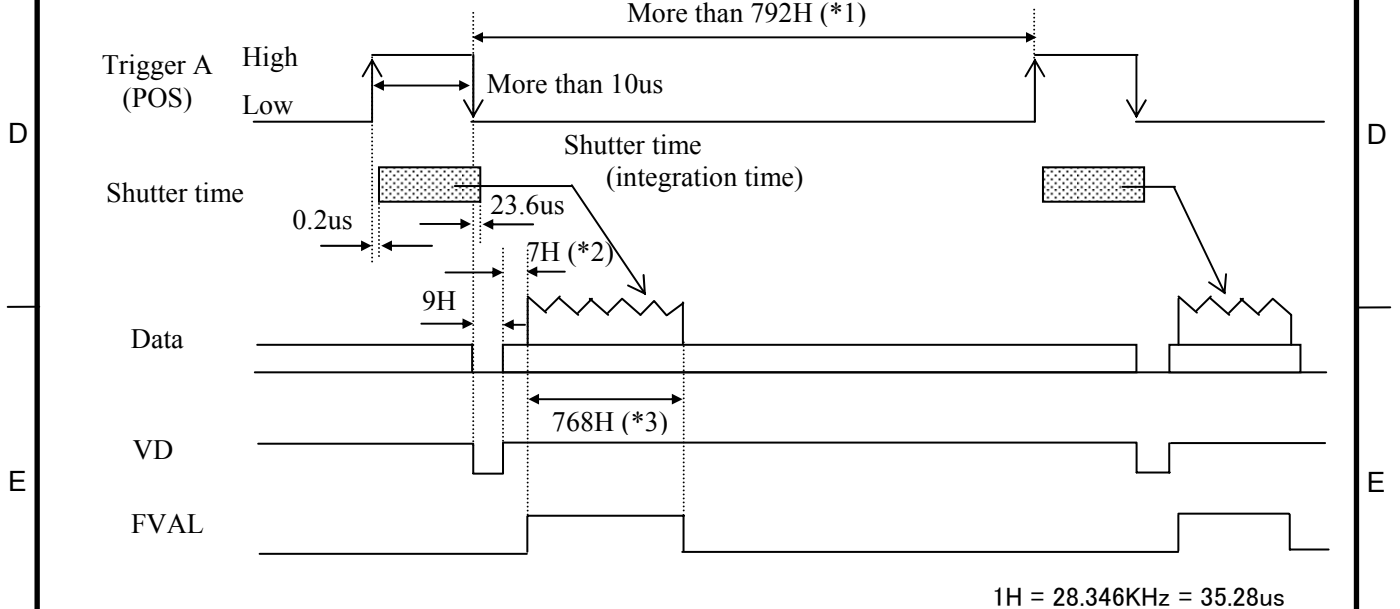 More than 792H (*1)
Trigger A
(POS)
High
Low
More than 10us
D
D
Shutter time
(integration time)
Shutter time
23.6us
0.2us
7H (*2)
9H
Data
768H (*3)
VD
E
E
FVAL
1H = 28.346KHz = 35.28us